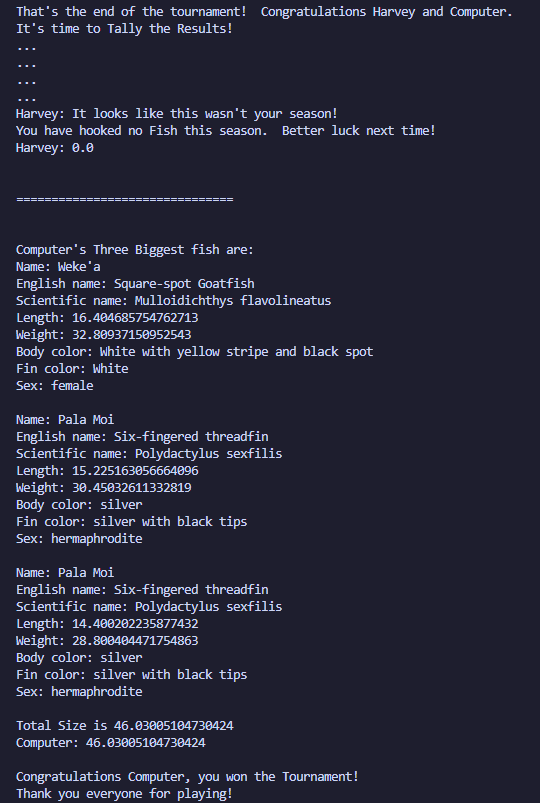 That's the end of the tournament!  Congratulations Harvey and Computer.
It's time to Tally the Results!
...
...
...
...
Harvey: It looks like this wasn't your season!
You have hooked no Fish this season.  Better luck next time!
Harvey: 0.0
===============================
Computer's Three Biggest fish are:
Name: Weke'a
English name: Square-spot Goatfish
Scientific name: Mulloidichthys flavolineatus
Length: 16.404685754762713
Weight: 32.80937150952543
Body color: White with yellow stripe and black spot
Fin color: White
Sex: female
Name: Pala Moi
English name: Six-fingered threadfin
Scientific name: Polydactylus sexfilis
Length: 15.225163056664096
Weight: 30.45032611332819
Body color: silver
Fin color: silver with black tips
Sex: hermaphrodite
Name: Pala Moi
English name: Six-fingered threadfin
Scientific name: Polydactylus sexfilis
Length: 14.400202235877432
Weight: 28.800404471754863
Body color: silver
Fin color: silver with black tips
Sex: hermaphrodite
Total Size is 46.03005104730424
Computer: 46.03005104730424
Congratulations Computer, you won the Tournament!
Thank you everyone for playing!